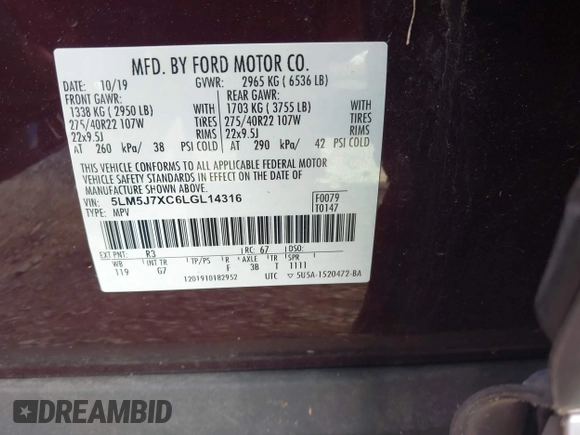 MFD. BY FORD MOTOR CO.
DATE: 10/19 GVWR: 2965 KG ( 6536 LB)
FRONT GAWR: REAR GAWR:
1338 KG ( 2950 LB) WITH 1703 KG ( 3755 LB) WITH
275/40R22 107W TIRES 275/40R22 107W TIRES
22x9.5J RIMS 22x9.5J RIMS
AT 260 kPa/ 38 PSI COLD AT 290 kPa/ 42 PSI COLD
THIS VEHICLE CONFORMS TO ALL APPLICABLE FEDERAL MOTOR
VEHICLE SAFETY STANDARDS IN EFFECT ON THE DATE OF
MANUFACTURE SHOWN ABOVE.
VIN: 5LM5J7XC6LGL14316 F0079
TYPE: MPV T0147
EXT PNT: R3 RC: 67 DSO:
WB INT TR TP/PS R AXLE TR SPR
119 G7 F 3B T 1111
1201910182952 UTC ▽ 5U5A-1520472-BA
DREAMBID